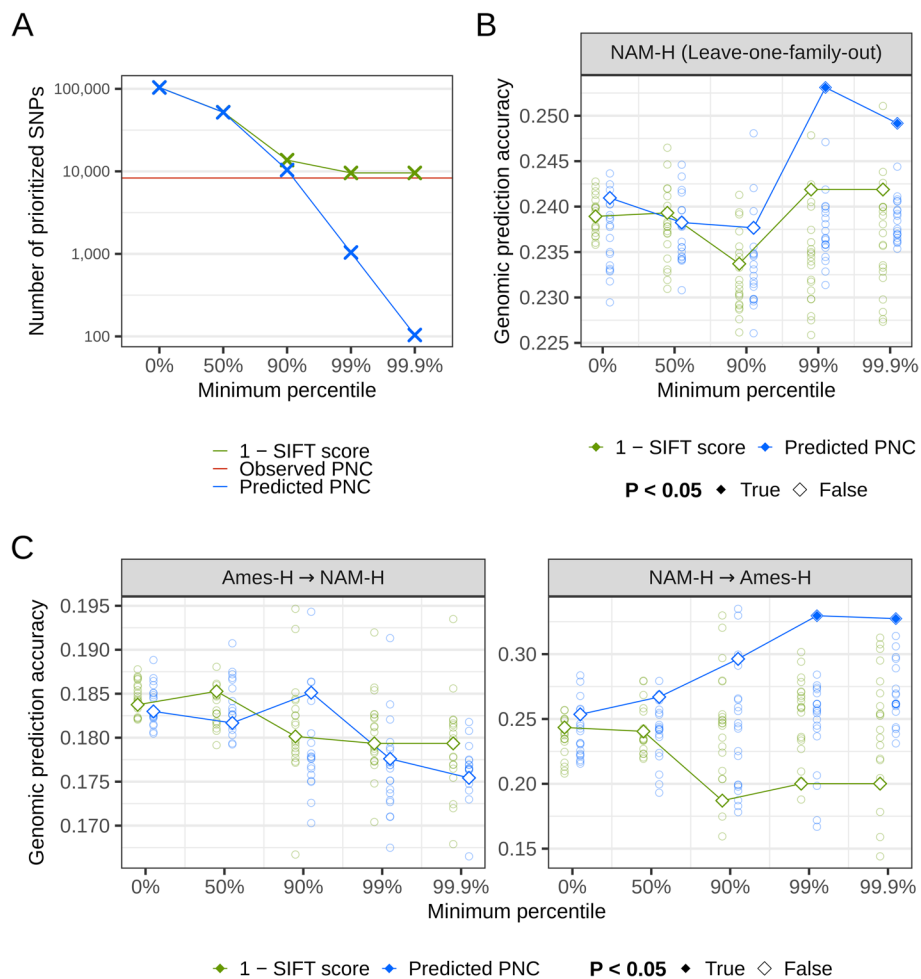 A
Number of prioritized SNPs
100,000
10,000
1,000
100
0% 50% 90% 99% 99.9%
Minimum percentile
1 − SIFT score
Observed PNC
Predicted PNC
B
NAM-H (Leave-one-family-out)
Genomic prediction accuracy
0.250
0.245
0.240
0.235
0.230
0.225
0% 50% 90% 99% 99.9%
Minimum percentile
1 − SIFT score Predicted PNC
P < 0.05 True False
C
Ames-H → NAM-H
Genomic prediction accuracy
0.195
0.190
0.185
0.180
0.175
0.170
0% 50% 90% 99% 99.9%
NAM-H → Ames-H
0.30
0.25
0.20
0.15
0% 50% 90% 99% 99.9%
Minimum percentile
1 − SIFT score Predicted PNC P < 0.05 True False